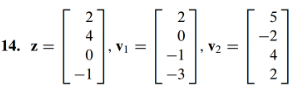 14. z = [2 4 0 −1], v₁ = [2 0 −1 −3], v₂ = [5 −2 4 2]